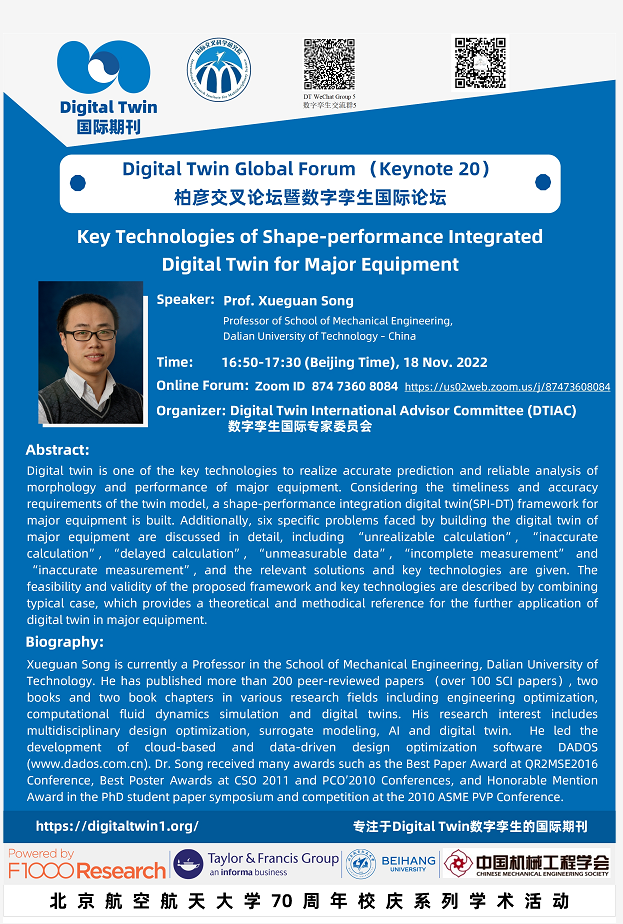 Digital Twin
国际期刊
DT WeChat Group 5
数字孪生交流群5
Digital Twin Global Forum （Keynote 20）
柏彦交叉论坛暨数字孪生国际论坛
Key Technologies of Shape-performance Integrated
Digital Twin for Major Equipment
Speaker: Prof. Xueguan Song
Professor of School of Mechanical Engineering,
Dalian University of Technology – China
Time: 16:50-17:30 (Beijing Time), 18 Nov. 2022
Online Forum: Zoom ID 874 7360 8084 https://us02web.zoom.us/j/87473608084
Organizer: Digital Twin International Advisor Committee (DTIAC)
数字孪生国际专家委员会
Abstract:
Digital twin is one of the key technologies to realize accurate prediction and reliable analysis of
morphology and performance of major equipment. Considering the timeliness and accuracy
requirements of the twin model, a shape-performance integration digital twin(SPI-DT) framework for
major equipment is built. Additionally, six specific problems faced by building the digital twin of
major equipment are discussed in detail, including “unrealizable calculation”, “inaccurate
calculation”, “delayed calculation”, “unmeasurable data”, “incomplete measurement” and
“inaccurate measurement”, and the relevant solutions and key technologies are given. The
feasibility and validity of the proposed framework and key technologies are described by combining
typical case, which provides a theoretical and methodical reference for the further application of
digital twin in major equipment.
Biography:
Xueguan Song is currently a Professor in the School of Mechanical Engineering, Dalian University of
Technology. He has published more than 200 peer-reviewed papers （over 100 SCI papers）, two
books and two book chapters in various research fields including engineering optimization,
computational fluid dynamics simulation and digital twins. His research interest includes
multidisciplinary design optimization, surrogate modeling, AI and digital twin. He led the
development of cloud-based and data-driven design optimization software DADOS
(www.dados.com.cn). Dr. Song received many awards such as the Best Paper Award at QR2MSE2016
Conference, Best Poster Awards at CSO 2011 and PCO’2010 Conferences, and Honorable Mention
Award in the PhD student paper symposium and competition at the 2010 ASME PVP Conference.
https://digitaltwin1.org/ 专注于Digital Twin数字孪生的国际期刊
Powered by
F1000Research
Taylor & Francis Group
an informa business
BEIHANG
UNIVERSITY
中国机械工程学会
CHINESE MECHANICAL ENGINEERING SOCIETY
北京航空航天大学70周年校庆系列学术活动